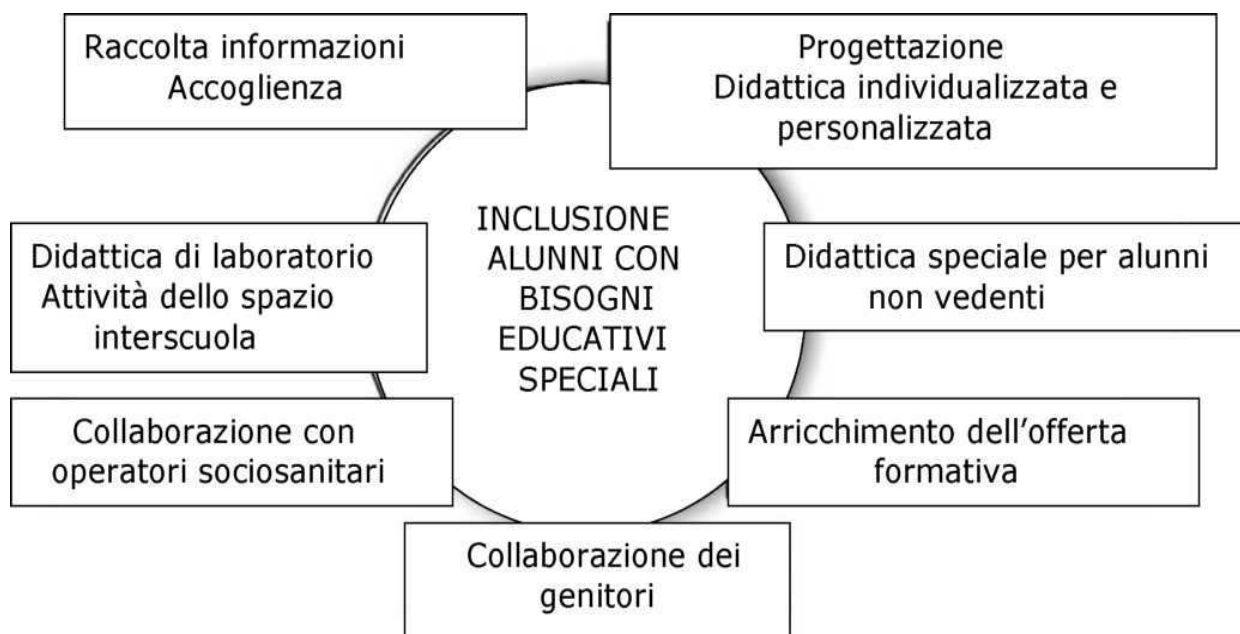 Raccolta informazioni
Accoglienza
Progettazione
Didattica individualizzata e
personalizzata
INCLUSIONE
ALUNNI CON
BISOGNI
EDUCATIVI
SPECIALI
Didattica di laboratorio
Attività dello spazio
interscuola
Didattica speciale per alunni
non vedenti
Collaborazione con
operatori sociosanitari
Arricchimento dell’offerta
formativa
Collaborazione dei
genitori